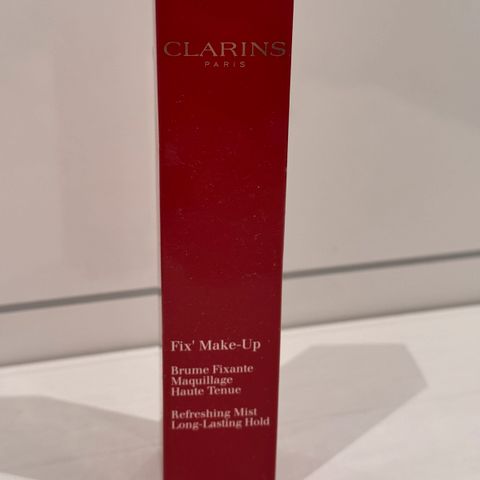 CLARINS
PARIS
Fix' Make-Up
Brume Fixante
Maquillage
Haute Tenue
Refreshing Mist
Long-Lasting Hold